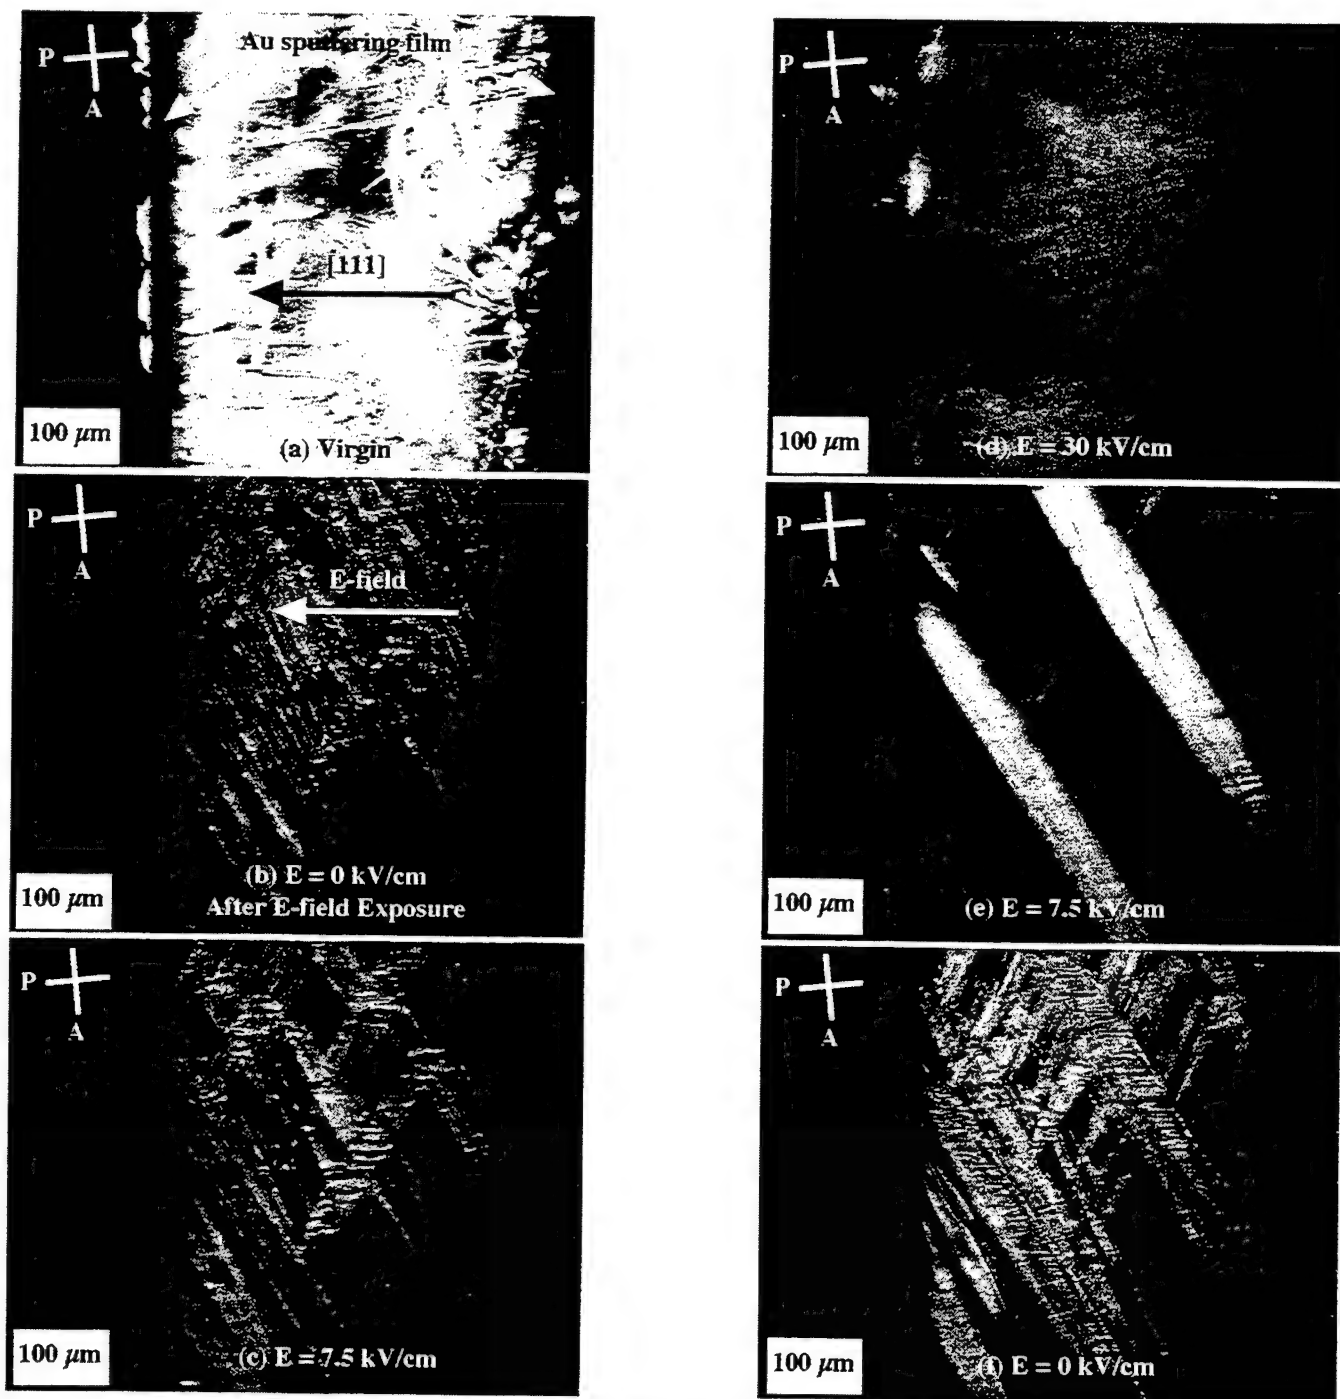 Au sputtering film
P
A
[111]
100 μm
(a) Virgin
P
A
E-field
100 μm
(b) E = 0 kV/cm
After E-field Exposure
P
A
100 μm
(c) E = 7.5 kV/cm
P
A
100 μm
(d) E = 30 kV/cm
P
A
100 μm
(e) E = 7.5 kV/cm
P
A
100 μm
(f) E = 0 kV/cm